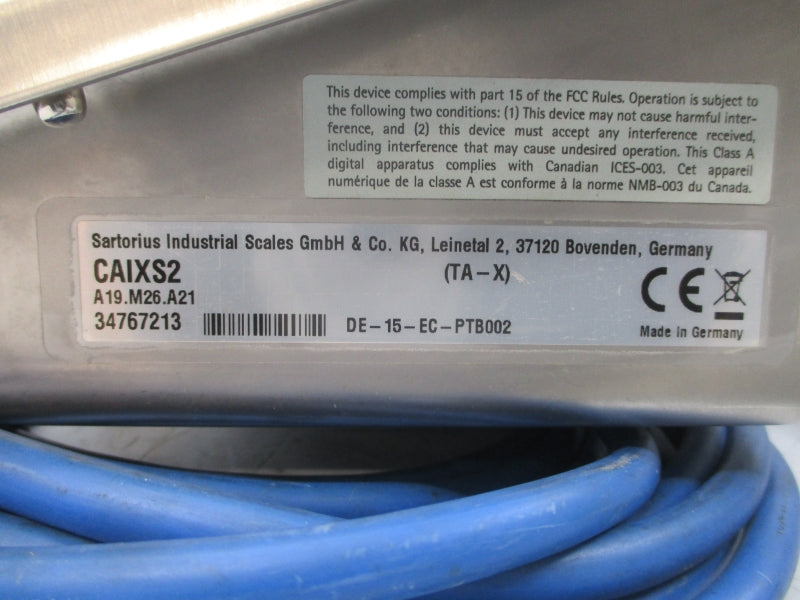 This device complies with part 15 of the FCC Rules. Operation is subject to
the following two conditions: (1) This device may not cause harmful inter-
ference, and (2) this device must accept any interference received,
including interference that may cause undesired operation. This Class A
digital apparatus complies with Canadian ICES-003. Cet appareil
numérique de la classe A est conforme à la norme NMB-003 du Canada.
Sartorius Industrial Scales GmbH & Co. KG, Leinetal 2, 37120 Bovenden, Germany
CAIXS2 (TA-X)
A19.M26.A21
34767213 DE-15-EC-PTB002
CE
Made in Germany